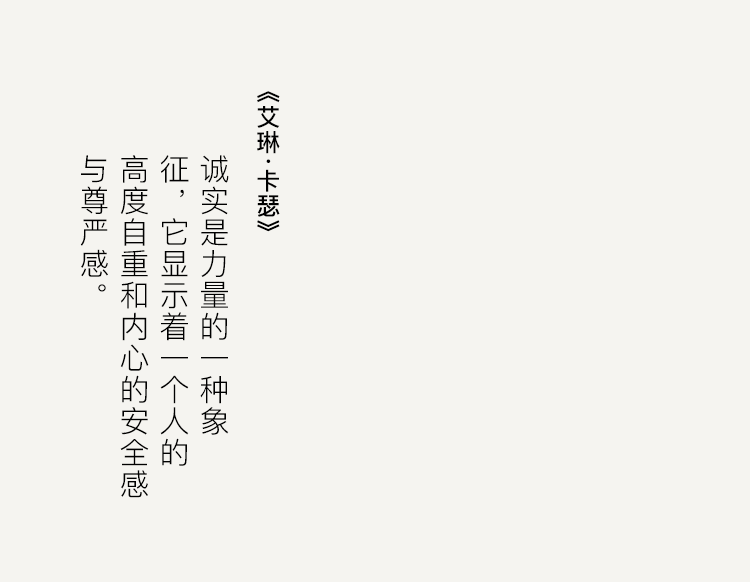 《艾琳·卡瑟》
诚实是力量的一种象
征，它显示着一个人的
高度自重和内心的安全感
与尊严感。